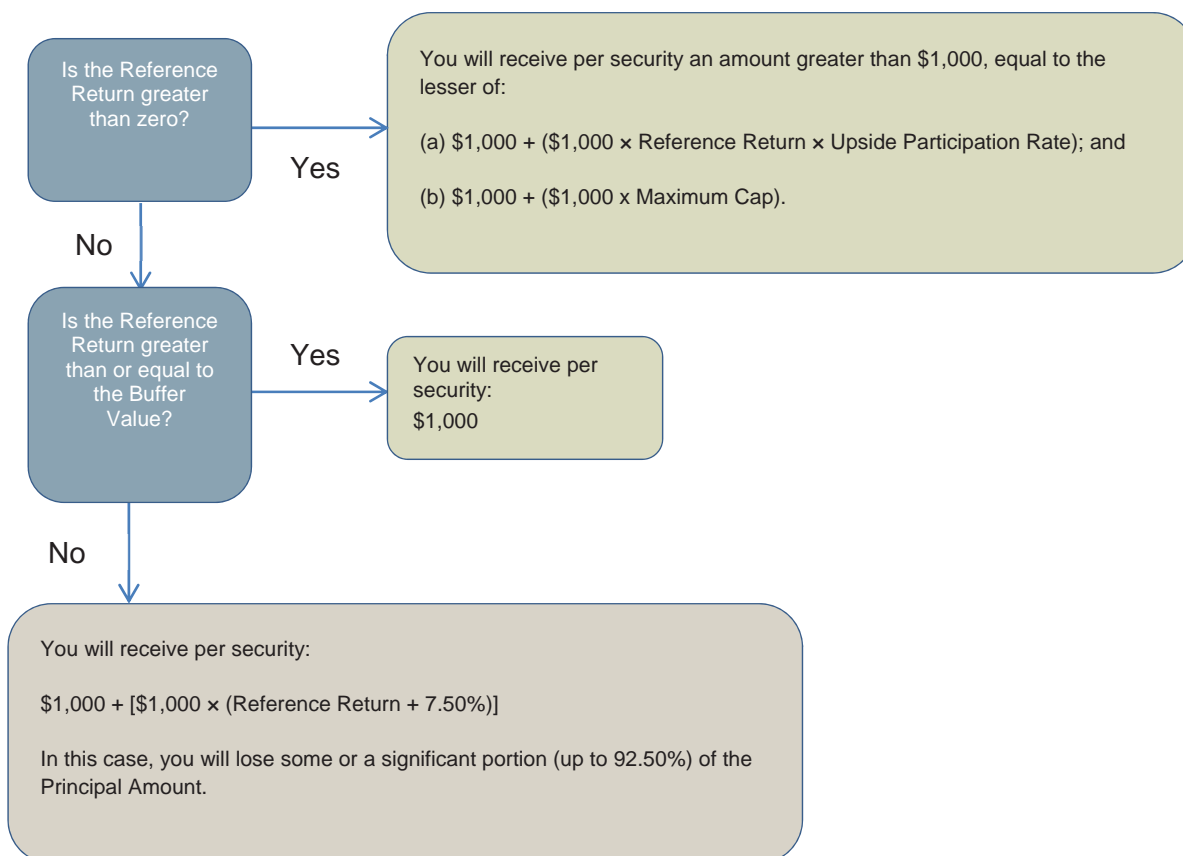 Is the Reference
Return greater
than zero?
Yes
You will receive per security an amount greater than $1,000, equal to the
lesser of:
(a) $1,000 + ($1,000 × Reference Return × Upside Participation Rate); and
(b) $1,000 + ($1,000 x Maximum Cap).
No
Is the Reference
Return greater
than or equal to
the Buffer
Value?
Yes
You will receive per
security:
$1,000
No
You will receive per security:
$1,000 + [$1,000 × (Reference Return + 7.50%)]
In this case, you will lose some or a significant portion (up to 92.50%) of the
Principal Amount.